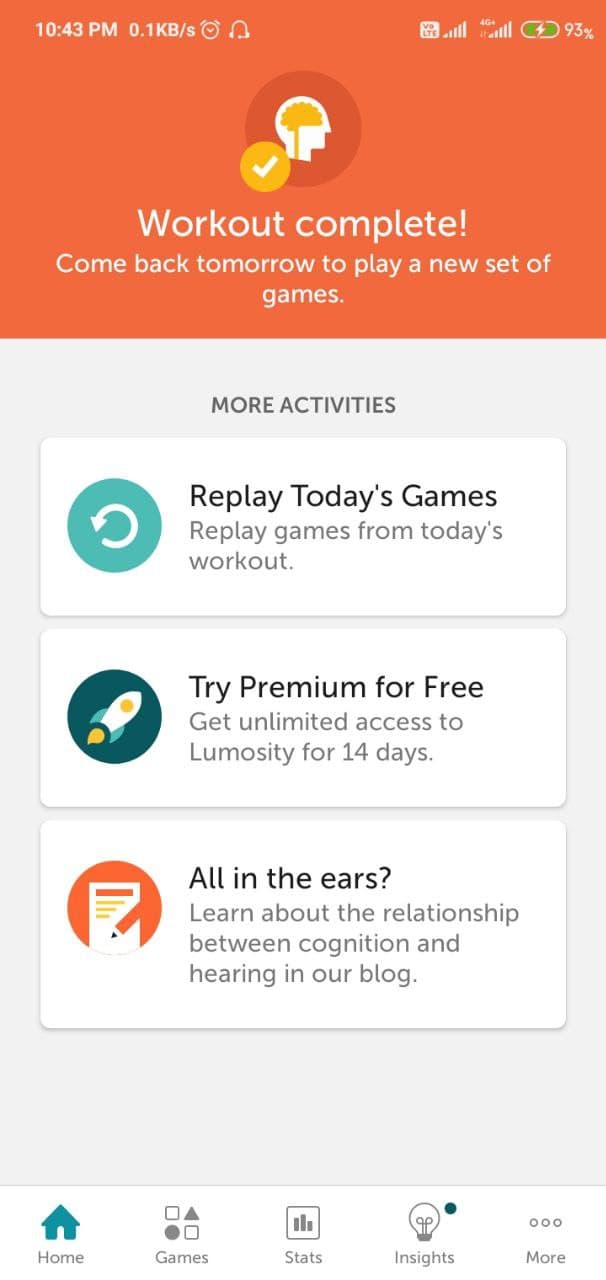 10:43 PM 0.1KB/s Vo LTE 4G+ 93%
Workout complete!
Come back tomorrow to play a new set of
games.
MORE ACTIVITIES
Replay Today's Games
Replay games from today's
workout.
Try Premium for Free
Get unlimited access to
Lumosity for 14 days.
All in the ears?
Learn about the relationship
between cognition and
hearing in our blog.
Home Games Stats Insights More